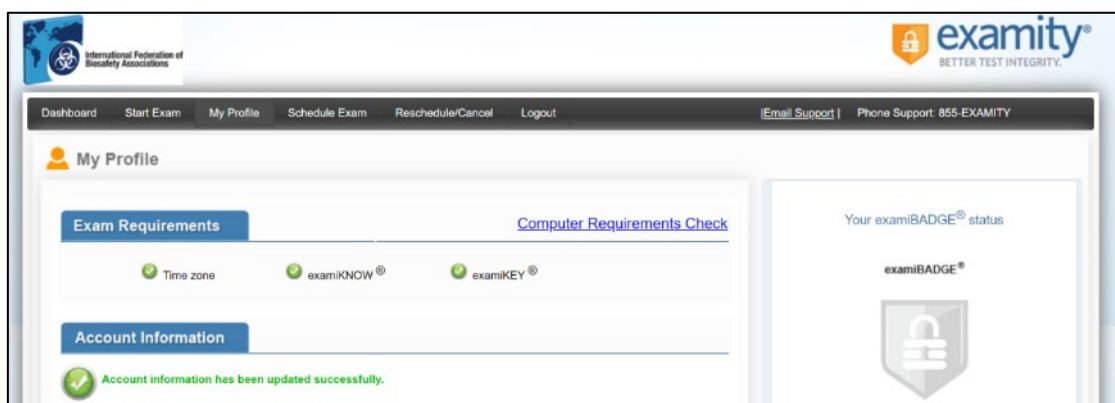 International Federation of
Biosafety Associations
examity®
BETTER TEST INTEGRITY.
Dashboard Start Exam My Profile Schedule Exam Reschedule/Cancel Logout |Email Support| Phone Support: 855-EXAMITY
My Profile
Exam Requirements Computer Requirements Check
Time zone examiKNOW® examiKEY®
Account Information
Account information has been updated successfully.
Your examiBADGE® status
examiBADGE®